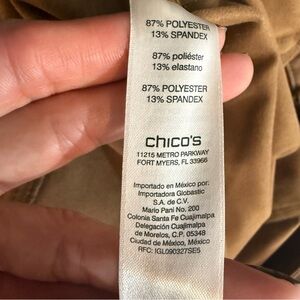 87% POLYESTER
13% SPANDEX
87% poliéster
13% elastano
87% POLYESTER
13% SPANDEX
chico's
11215 METRO PARKWAY
FORT MYERS, FL 33966
Importado en México por:
Importadora Globastic
S.A. de C.V.
Mario Pani No. 200
Colonia Santa Fe Cuajimalpa
Delegación Cuajimalpa
de Morelos, C.P. 05348
Ciudad de México, México
RFC: IGL090327SE5